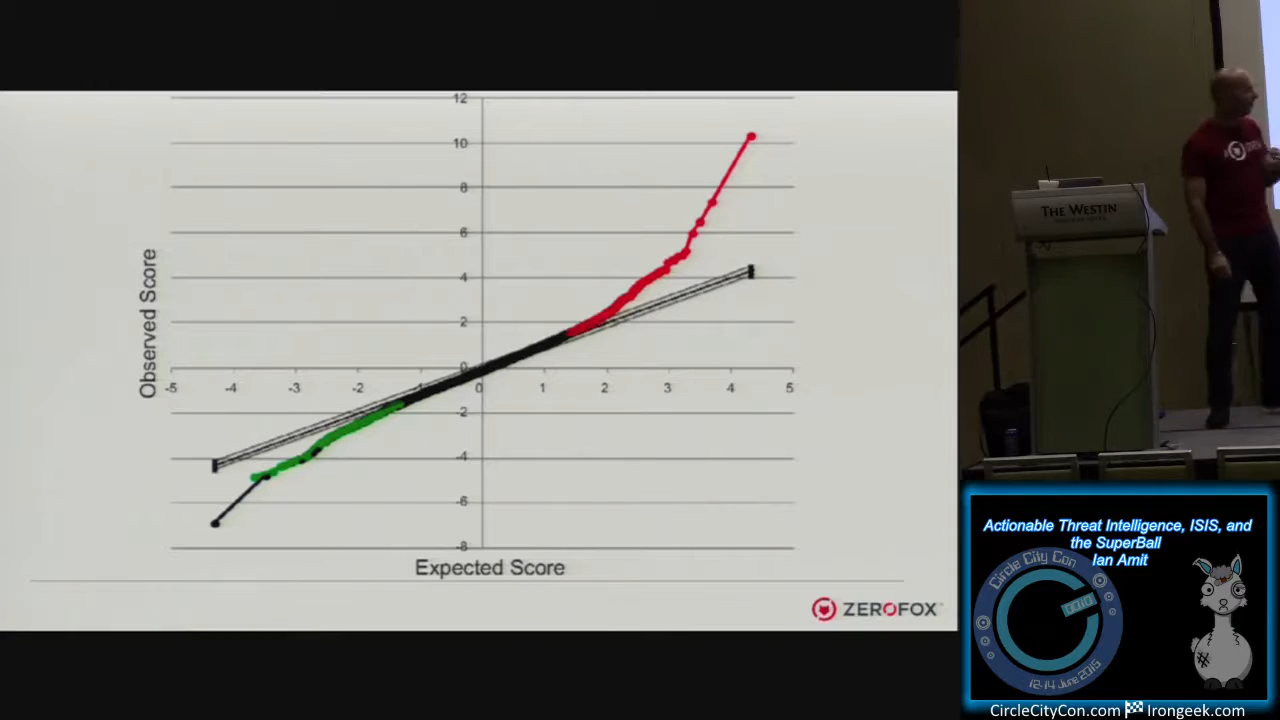 12
10
8
6
4
2
0
-5 -4 -3 -2 -1 0 1 2 3 4 5
-2
-4
-6
-8
Observed Score
Expected Score
ZEROFOX
THE WESTIN
Actionable Threat Intelligence, ISIS, and
the SuperBall
Ian Amit
Circle City Con
12-14 June 2015
CircleCityCon.com Irongeek.com